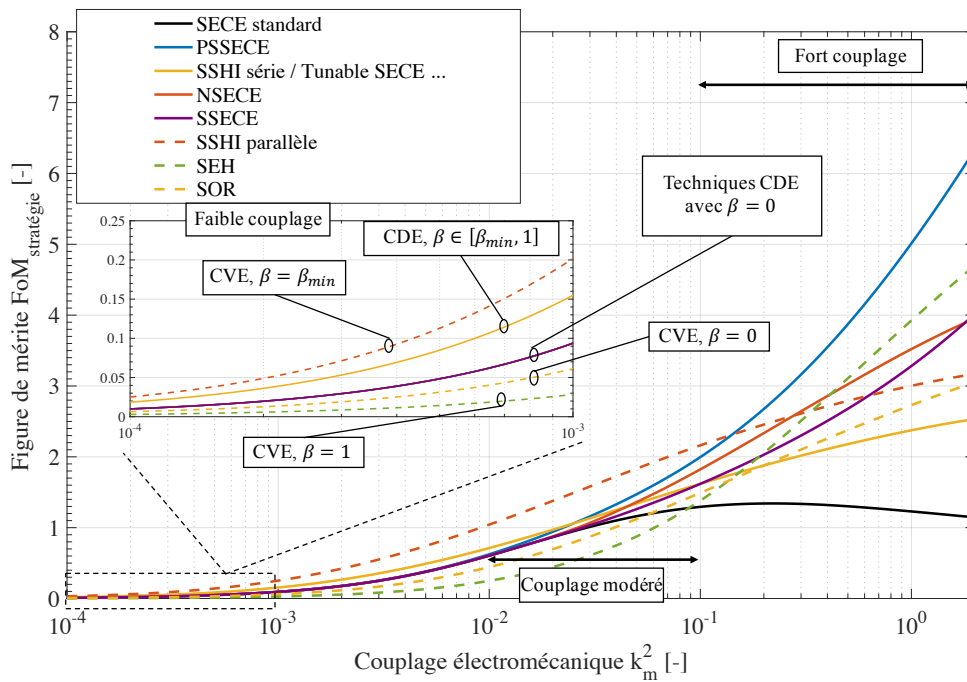 SECE standard
PSSECE
SSHI série / Tunable SECE ...
NSECE
SSECE
SSHI parallèle
SEH
SOR
Fort couplage
Techniques CDE
avec β = 0
Faible couplage
CDE, β ∈ [βmin, 1]
CVE, β = βmin
CVE, β = 0
CVE, β = 1
Couplage modéré
0.25
0.2
0.15
0.1
0.05
0
10^-4
10^-3
8
7
6
5
4
3
2
1
0
10^-4
10^-3
10^-2
10^-1
10^0
Figure de mérite FoM_stratégie [-]
Couplage électromécanique k_m^2 [-]